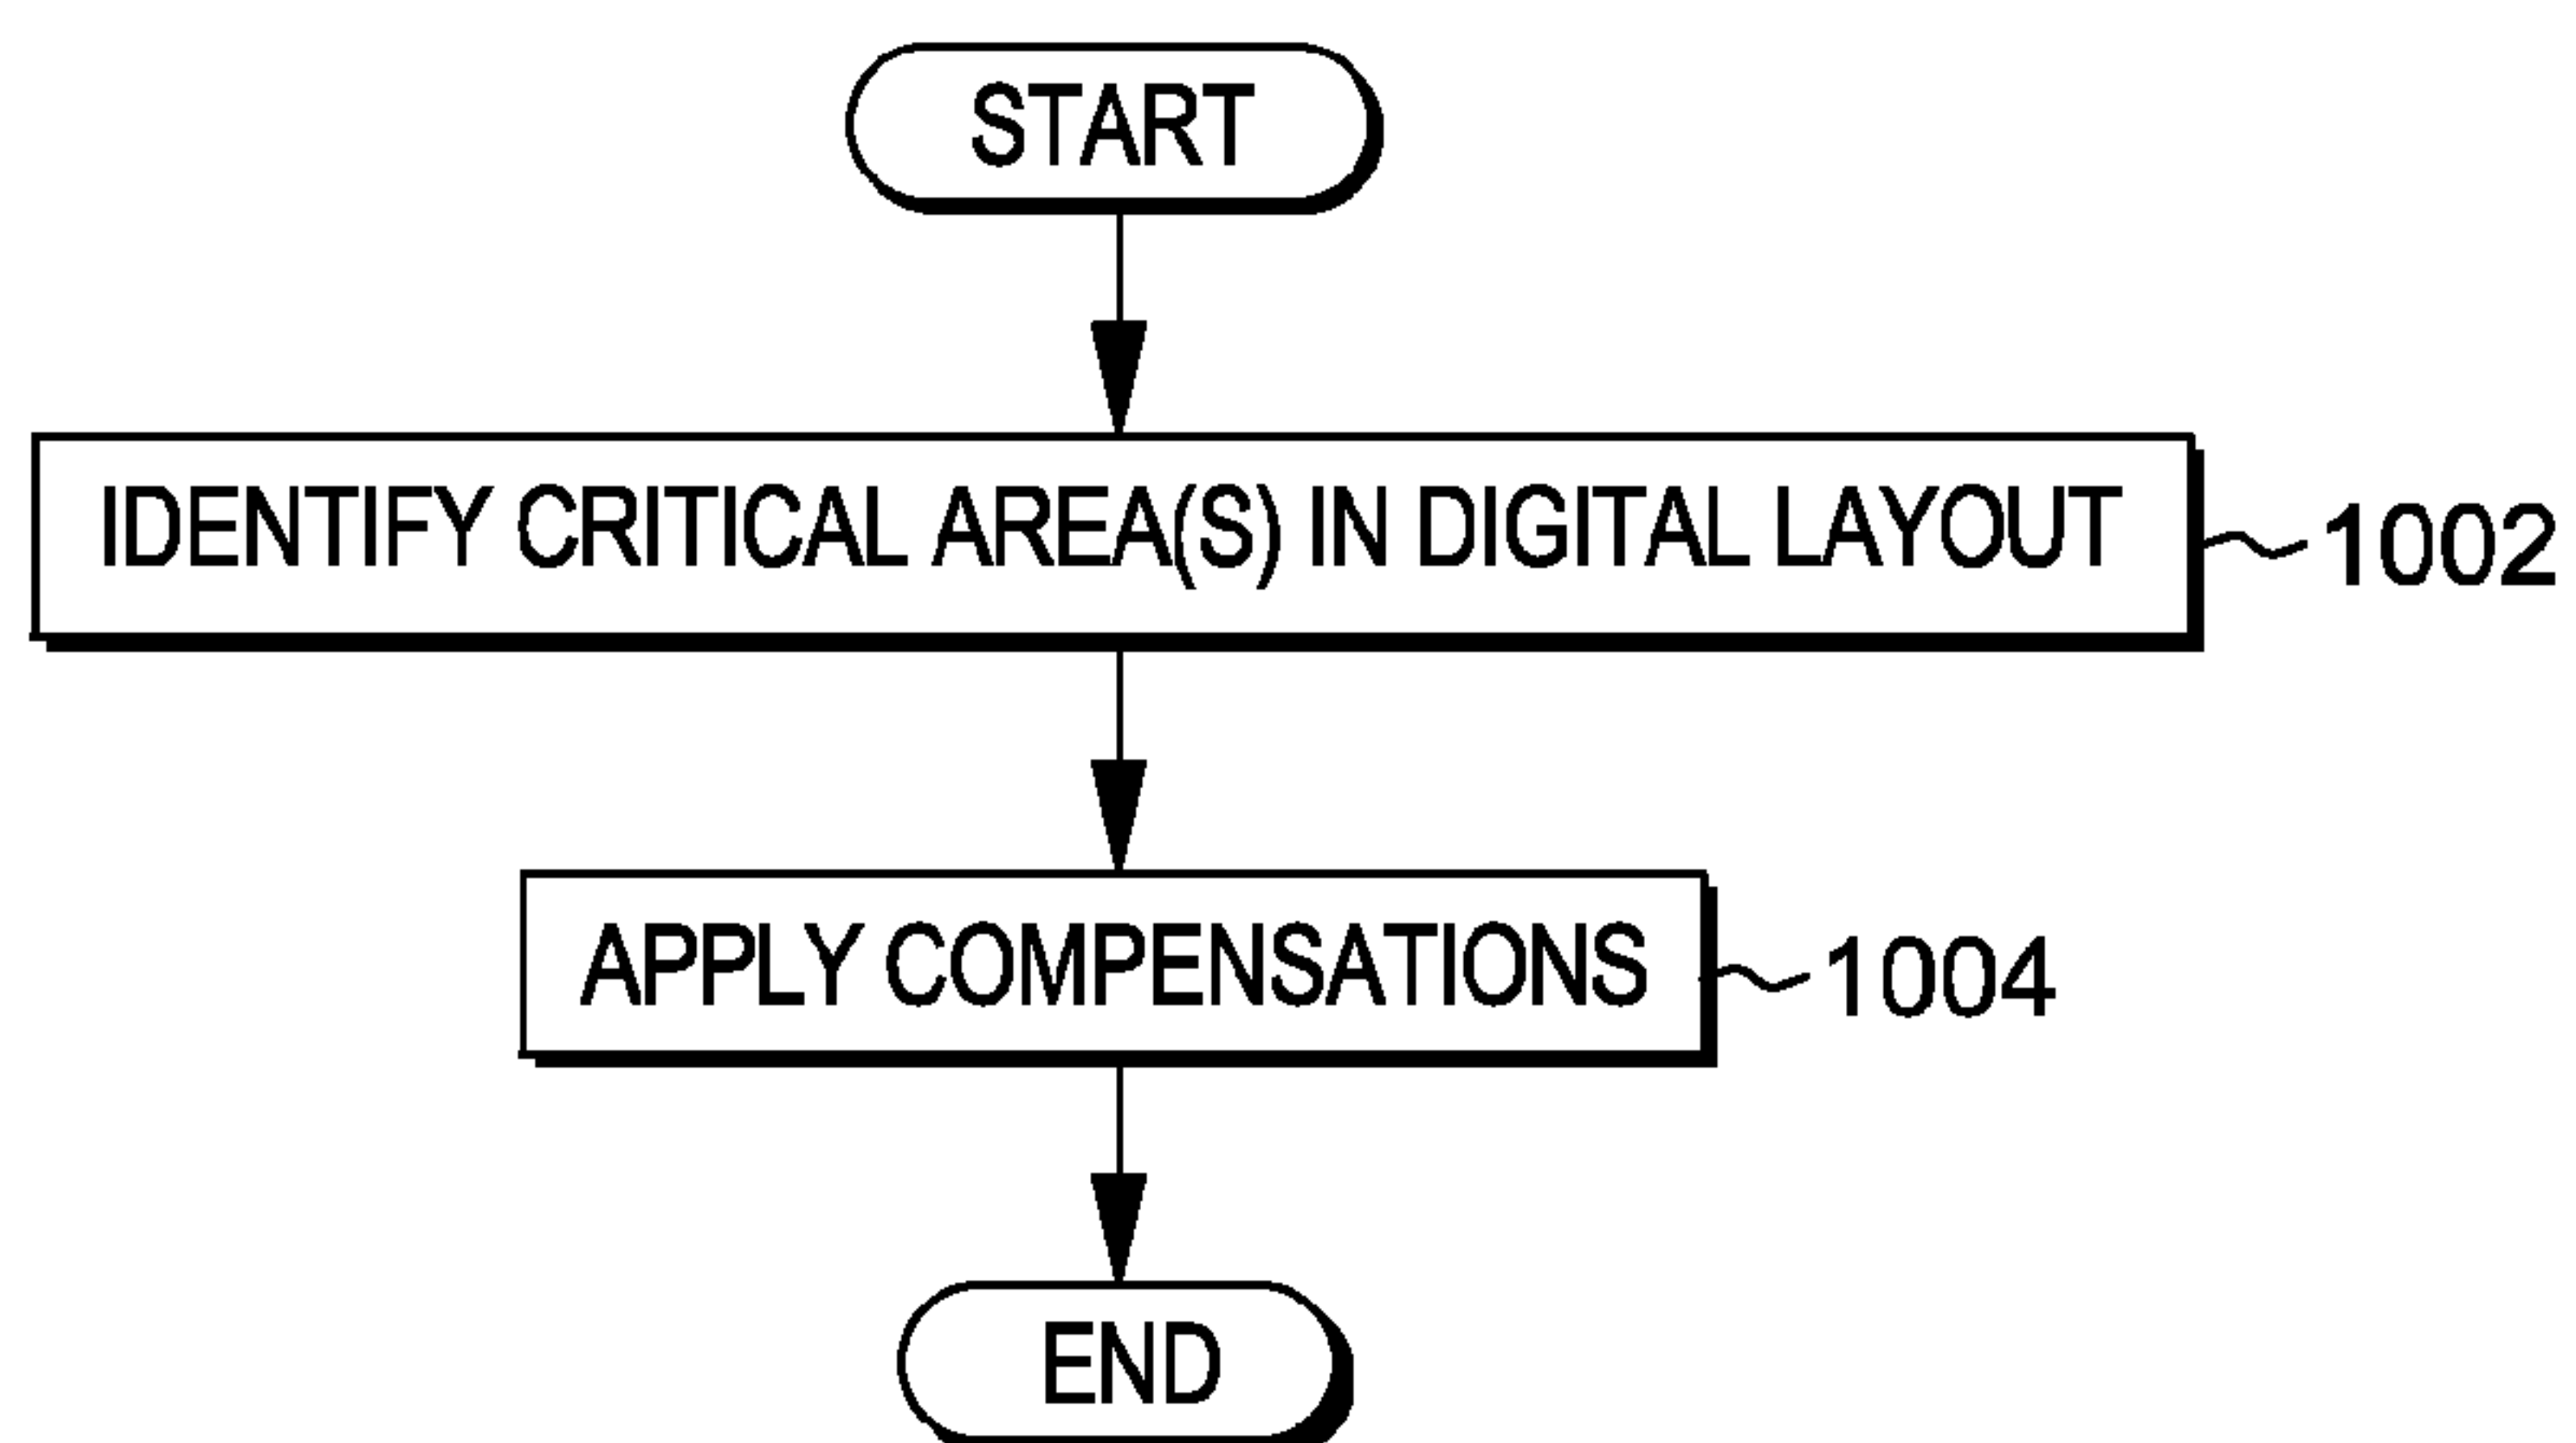 START
IDENTIFY CRITICAL AREA(S) IN DIGITAL LAYOUT
1002
APPLY COMPENSATIONS
1004
END